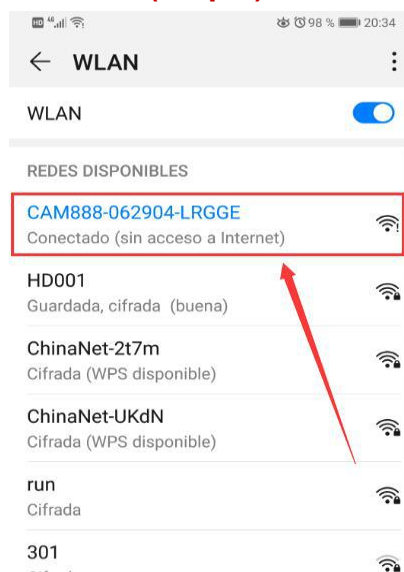 98 % 20:34
WLAN
WLAN
REDES DISPONIBLES
CAM888-062904-LRGGE
Conectado (sin acceso a Internet)
HD001
Guardada, cifrada (buena)
ChinaNet-2t7m
Cifrada (WPS disponible)
ChinaNet-UKdN
Cifrada (WPS disponible)
run
Cifrada
301